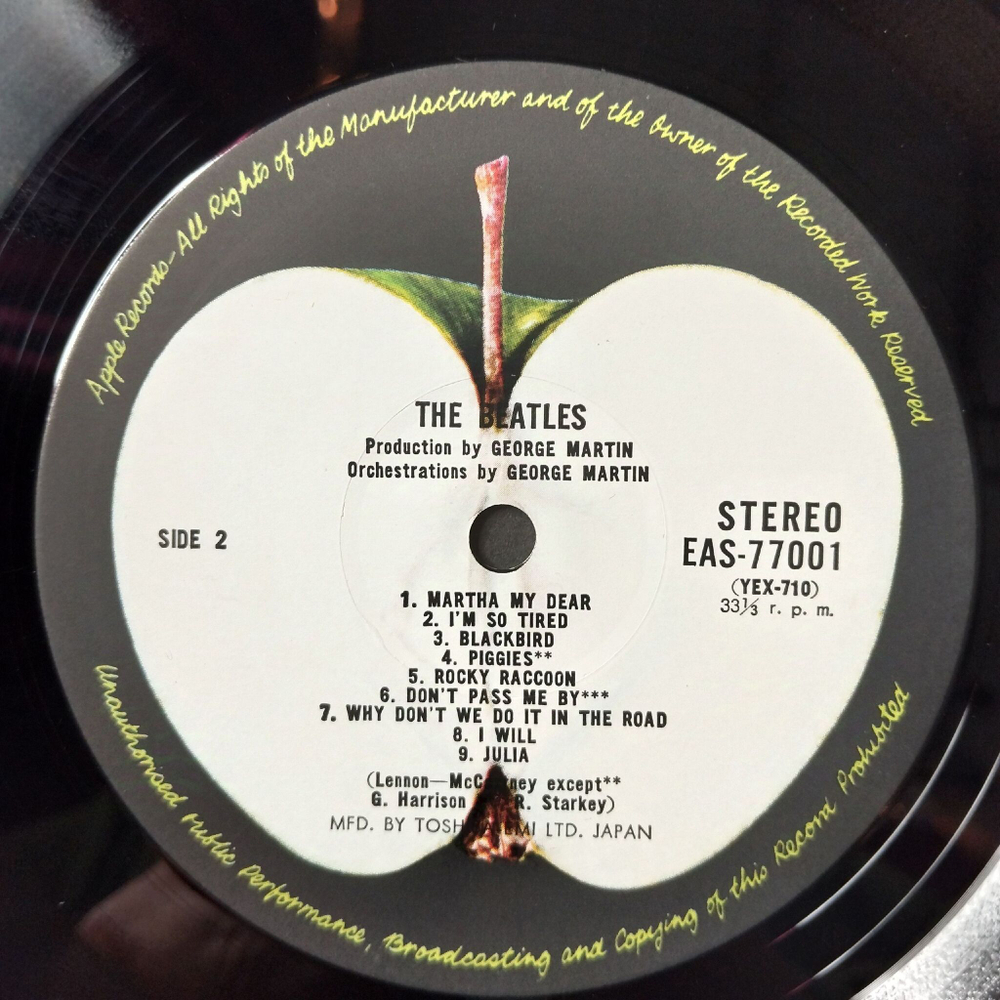 Apple Records-All Rights of the Manufacturer and of the Owner of the Recorded Work Reserved
THE BEATLES
Production by GEORGE MARTIN
Orchestrations by GEORGE MARTIN
SIDE 2
STEREO
EAS-77001
(YEX-710)
33⅓ r. p. m.
1. MARTHA MY DEAR
2. I'M SO TIRED
3. BLACKBIRD
4. PIGGIES**
5. ROCKY RACCOON
6. DON'T PASS ME BY***
7. WHY DON'T WE DO IT IN THE ROAD
8. I WILL
9. JULIA
(Lennon—McCartney except**
G. Harrison R. Starkey)
MFD. BY TOSHIBA EMI LTD. JAPAN
Unauthorised Public Performance, Broadcasting and Copying of this Record Prohibited